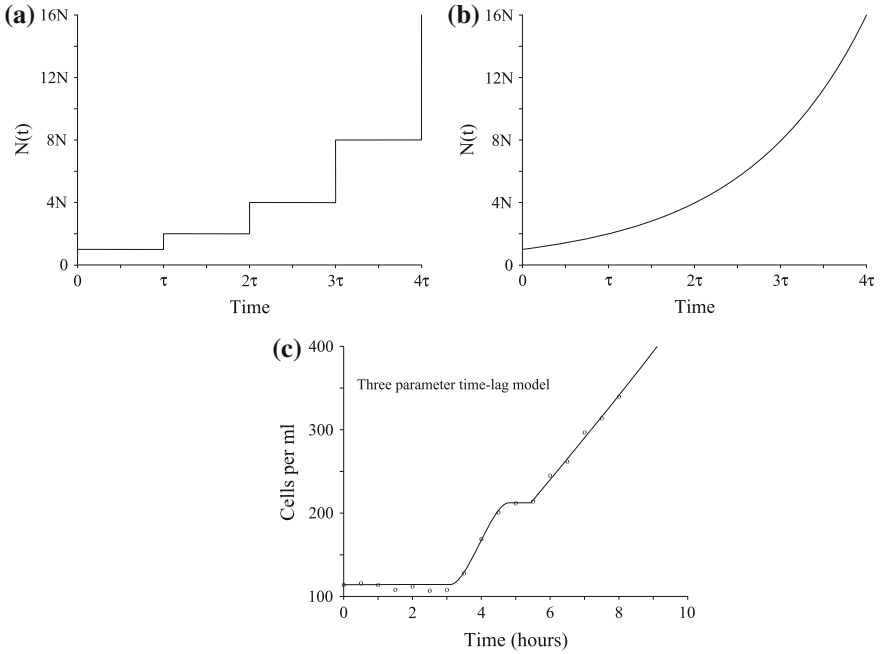 (a)
16N
12N
8N
4N
0
N(t)
0 τ 2τ 3τ 4τ
Time
(b)
16N
12N
8N
4N
0
N(t)
0 τ 2τ 3τ 4τ
Time
(c)
400
300
200
100
Cells per ml
Three parameter time-lag model
0 2 4 6 8 10
Time (hours)